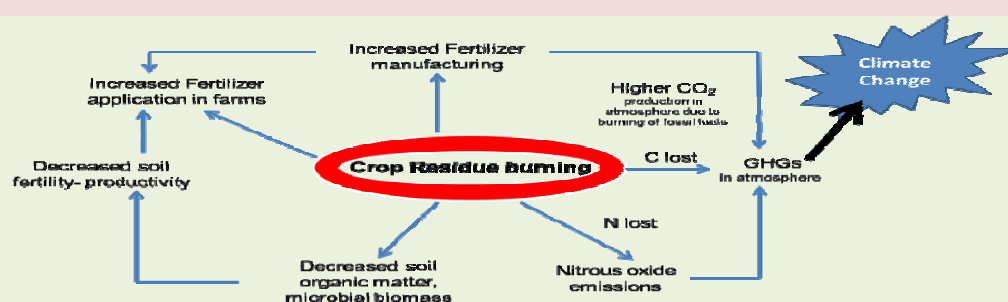 Increased Fertilizer
manufacturing
Climate
Change
Increased Fertilizer
application in farms
Higher CO2
production in
atmosphere due to
burning of fossil fuels
Crop Residue burning
C lost
GHGs
in atmosphere
Decreased soil
fertility- productivity
N lost
Decreased soil
organic matter,
microbial biomass
Nitrous oxide
emissions